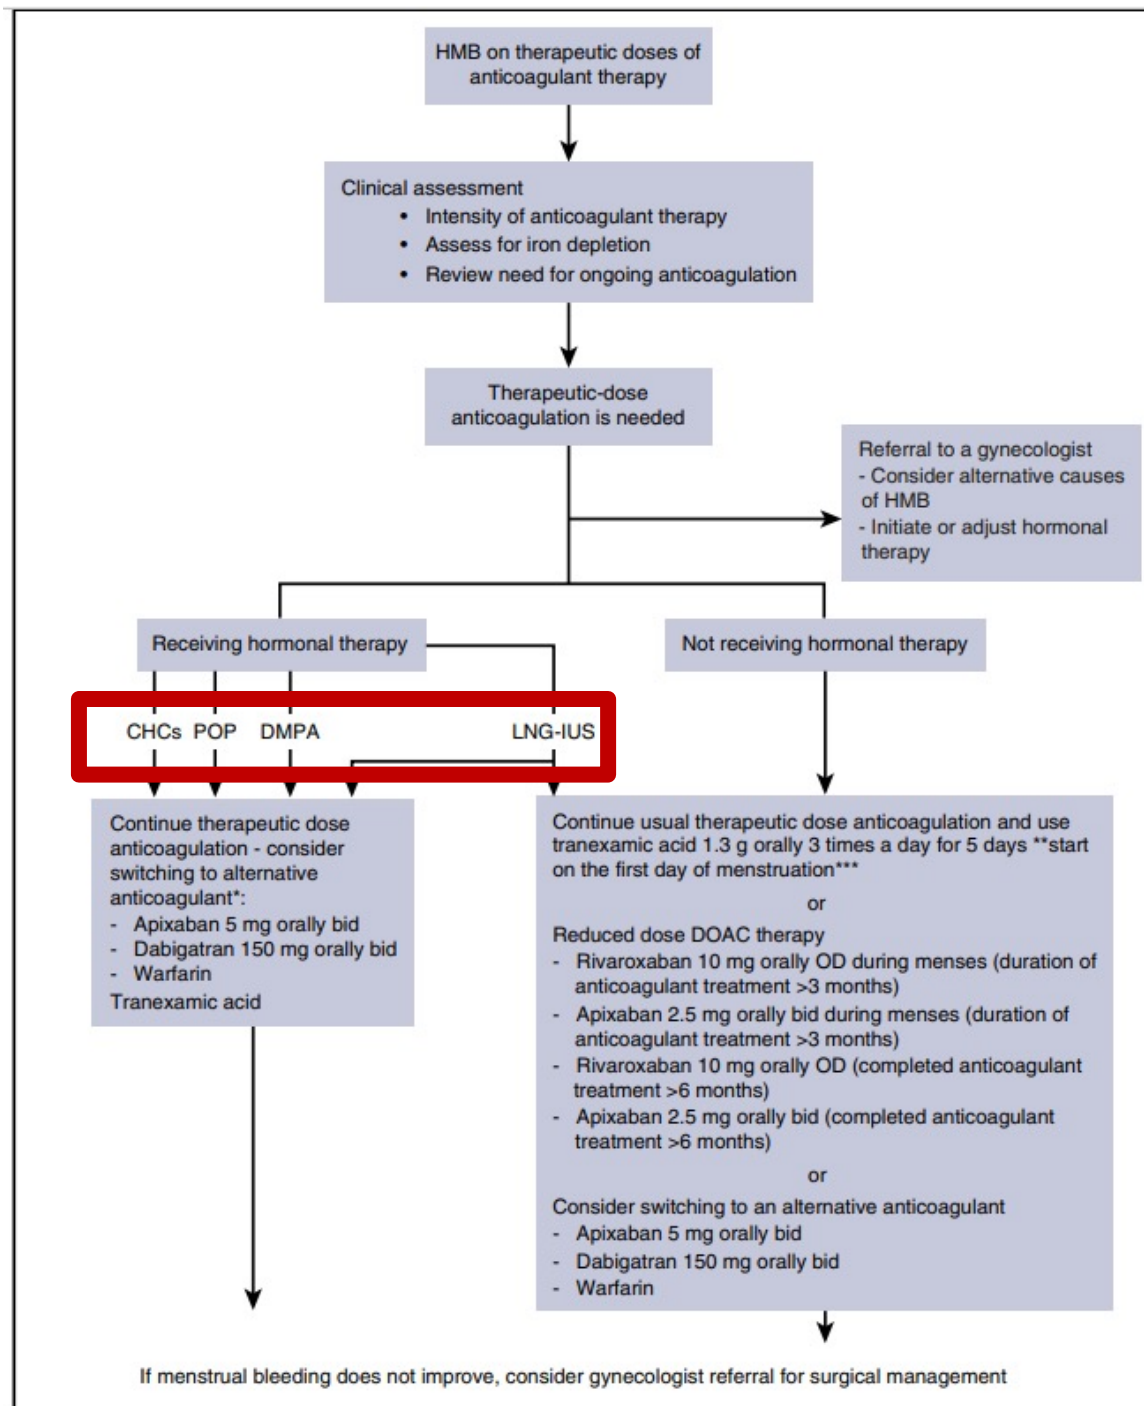 HMB on therapeutic doses of
anticoagulant therapy
Clinical assessment
• Intensity of anticoagulant therapy
• Assess for iron depletion
• Review need for ongoing anticoagulation
Therapeutic-dose
anticoagulation is needed
Referral to a gynecologist
- Consider alternative causes
of HMB
- Initiate or adjust hormonal
therapy
Receiving hormonal therapy
Not receiving hormonal therapy
CHCs POP DMPA LNG-IUS
Continue therapeutic dose
anticoagulation - consider
switching to alternative
anticoagulant*:
- Apixaban 5 mg orally bid
- Dabigatran 150 mg orally bid
- Warfarin
Tranexamic acid
Continue usual therapeutic dose anticoagulation and use
tranexamic acid 1.3 g orally 3 times a day for 5 days **start
on the first day of menstruation***
or
Reduced dose DOAC therapy
- Rivaroxaban 10 mg orally OD during menses (duration of
anticoagulant treatment >3 months)
- Apixaban 2.5 mg orally bid during menses (duration of
anticoagulant treatment >3 months)
- Rivaroxaban 10 mg orally OD (completed anticoagulant
treatment >6 months)
- Apixaban 2.5 mg orally bid (completed anticoagulant
treatment >6 months)
or
Consider switching to an alternative anticoagulant
- Apixaban 5 mg orally bid
- Dabigatran 150 mg orally bid
- Warfarin
If menstrual bleeding does not improve, consider gynecologist referral for surgical management